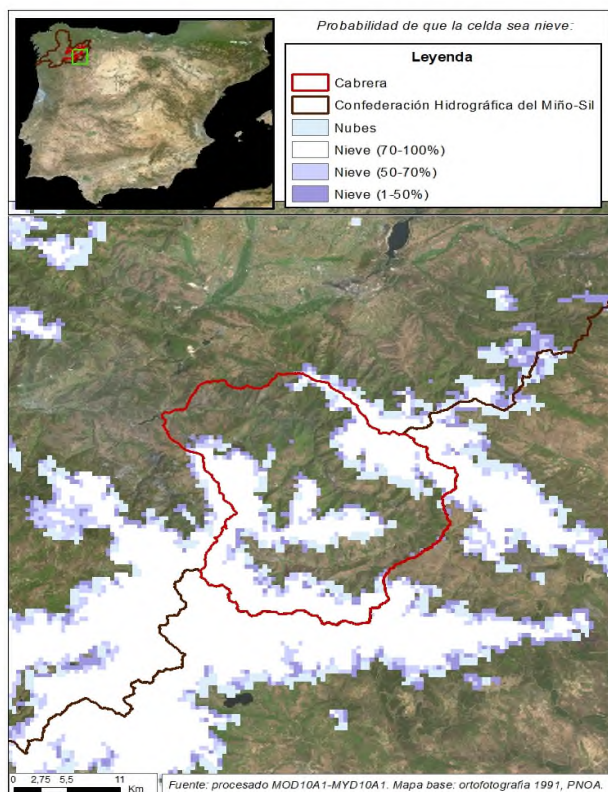 Probabilidad de que la celda sea nieve:
Leyenda
Cabrera
Confederación Hidrográfica del Miño-Sil
Nubes
Nieve (70-100%)
Nieve (50-70%)
Nieve (1-50%)
0 2,75 5,5 11
Km
Fuente: procesado MOD10A1-MYD10A1. Mapa base: ortofotografía 1991, PNOA.